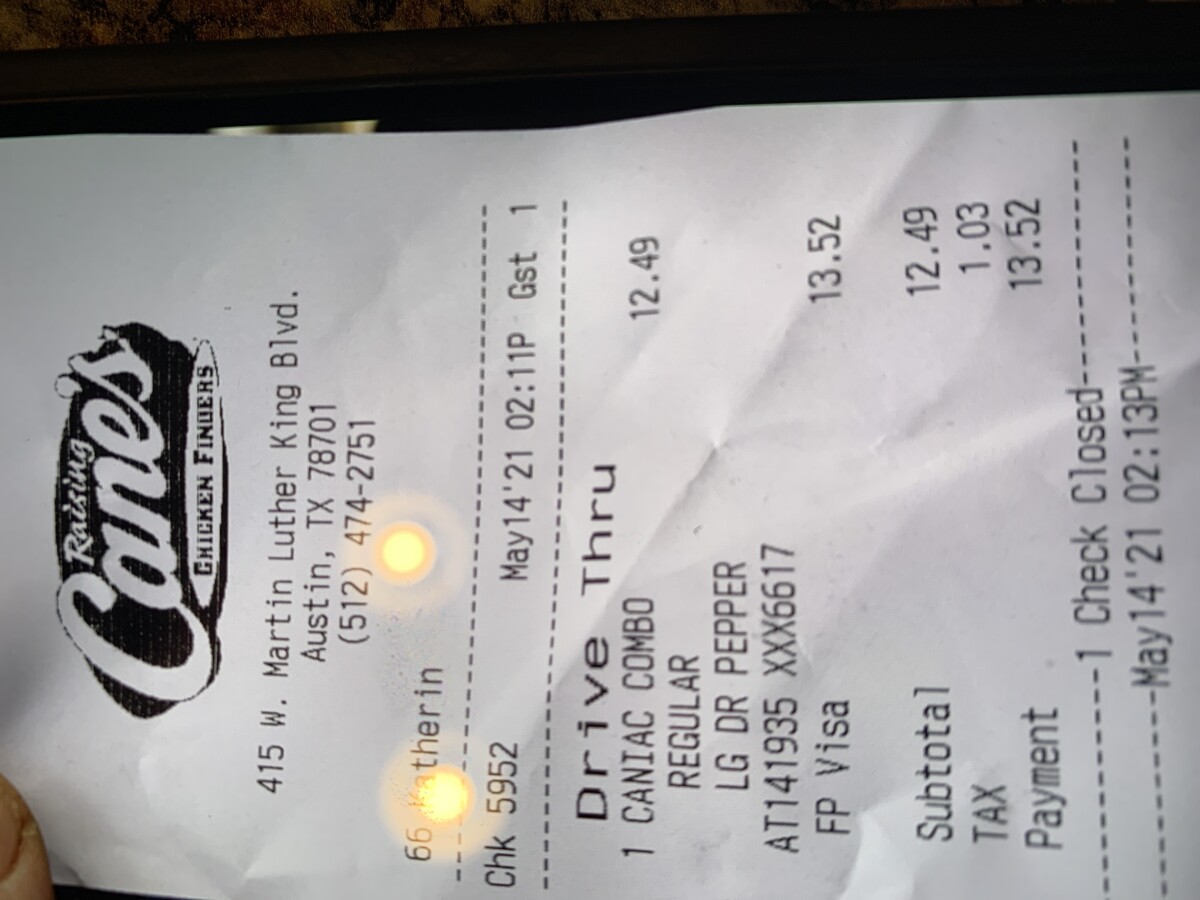 Raising
Cane's
CHICKEN FINGERS
415 W. Martin Luther King Blvd.
Austin, TX 78701
(512) 474-2751
66 atherin
Chk 5952 May14'21 02:11P Gst 1
Drive Thru
1 CANIAC COMBO 12.49
REGULAR
LG DR PEPPER
AT141935 XXX6617
FP Visa 13.52
Subtotal 12.49
TAX 1.03
Payment 13.52
--------1 Check Closed--------
--------May14'21 02:13PM--------